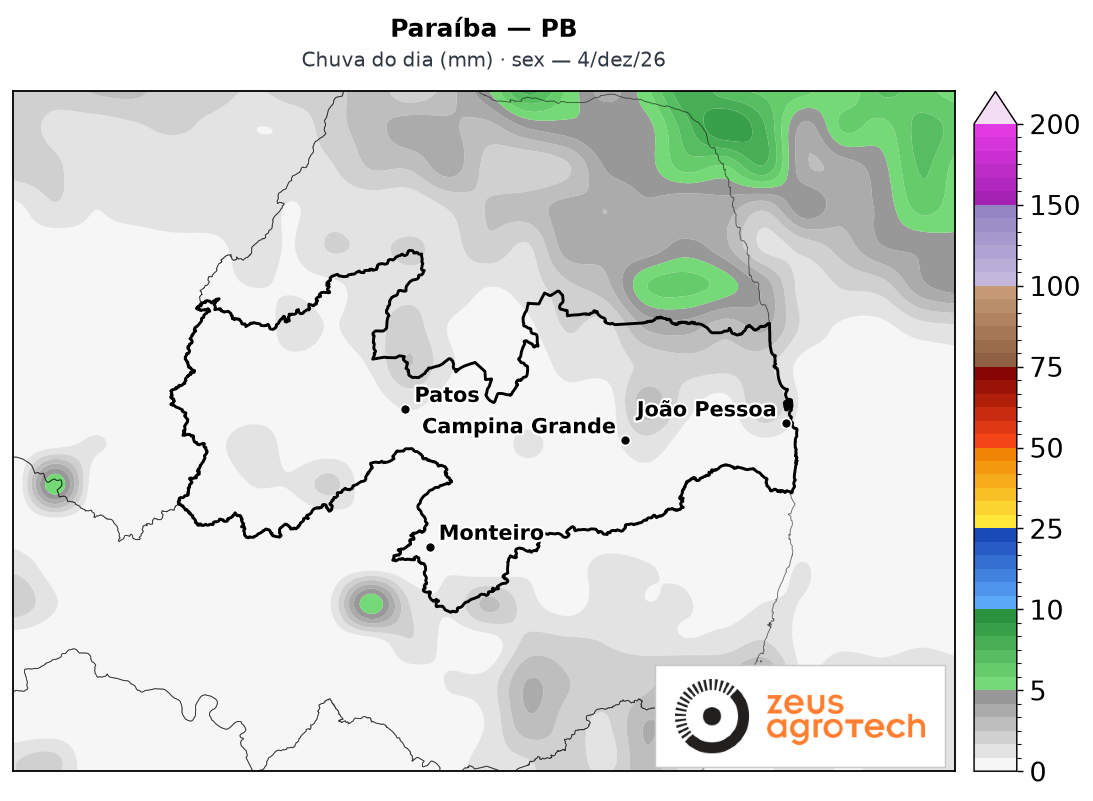 Paraíba — PB
Chuva do dia (mm) · sex — 4/dez/26
200
150
100
75
50
25
10
5
0
Patos
Campina Grande
João Pessoa
Monteiro
zeus
agrotech